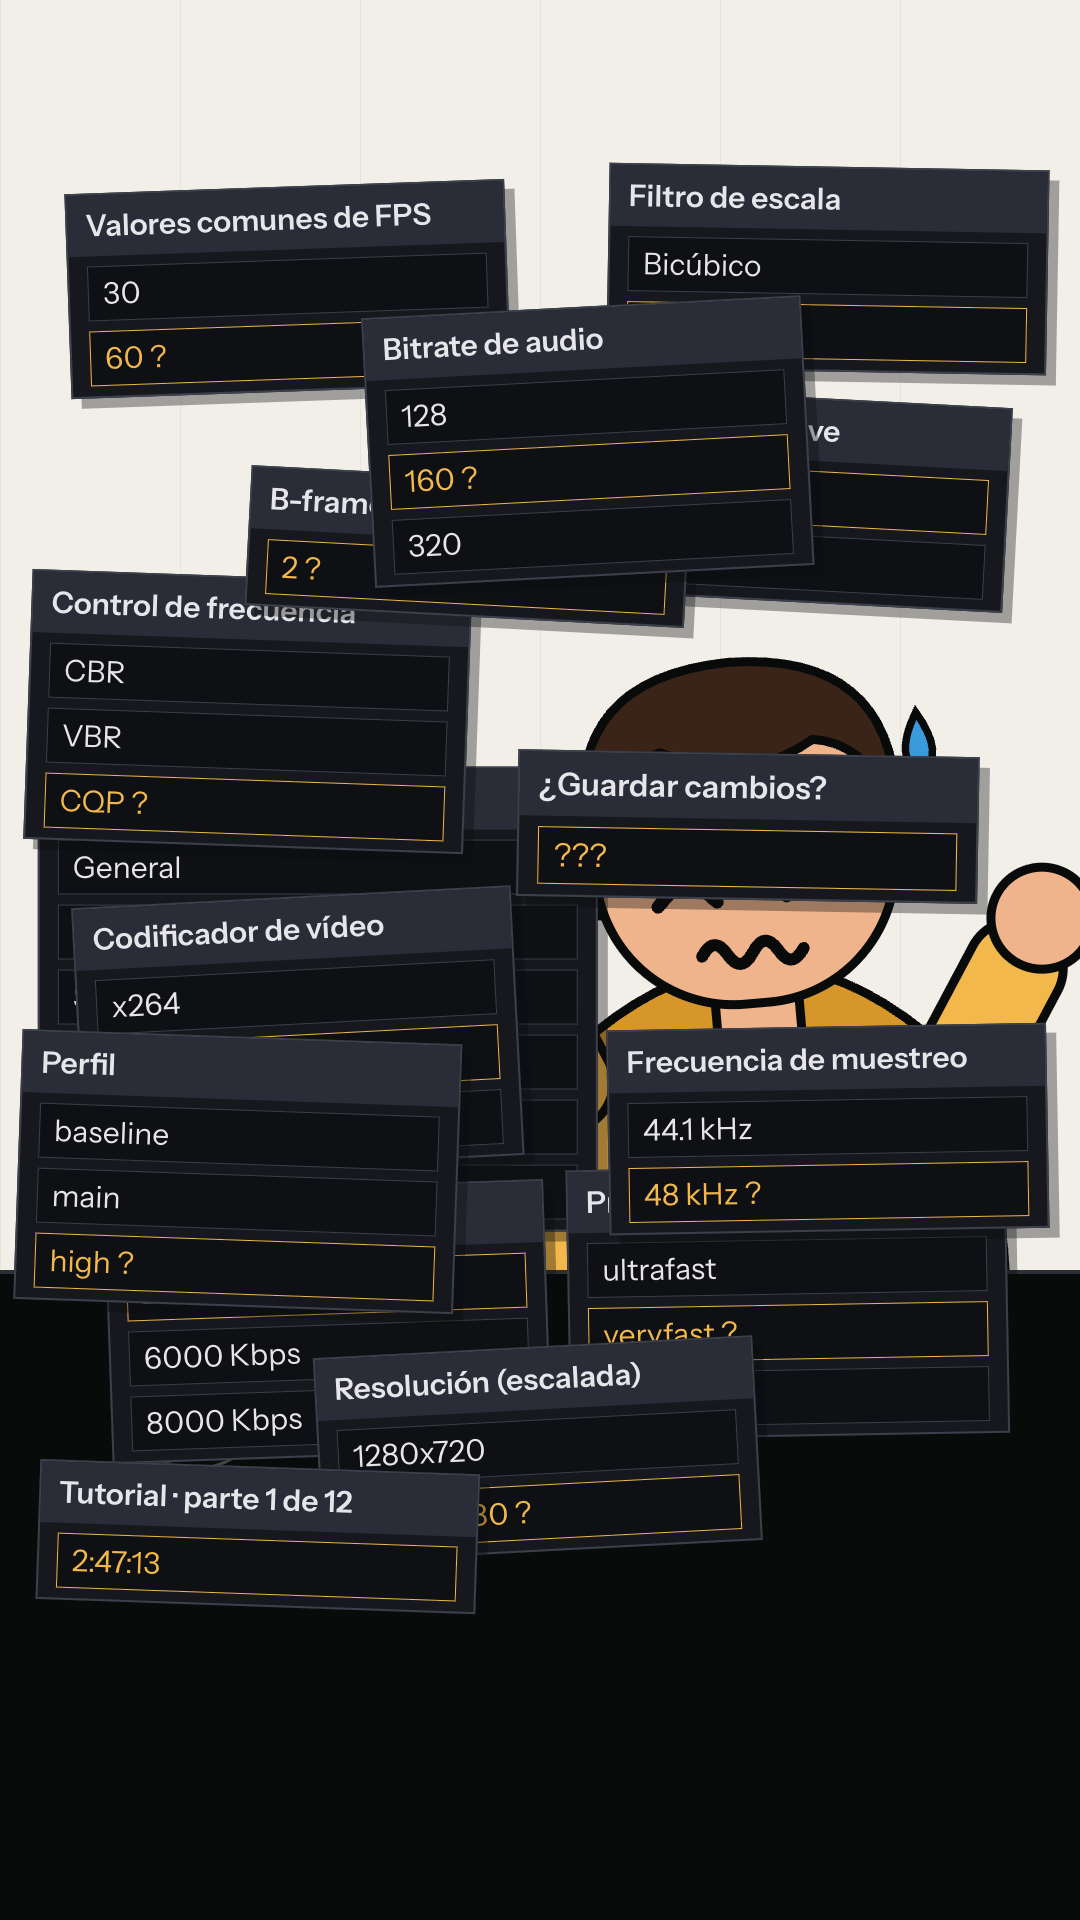 Valores comunes de FPS
30
60 ?
Filtro de escala
Bicúbico
Bitrate de audio
128
160 ?
320
2 ?
Control de frecuencia
CBR
VBR
CQP ?
¿Guardar cambios?
???
General
Codificador de vídeo
x264
Perfil
baseline
main
high ?
Frecuencia de muestreo
44.1 kHz
48 kHz ?
ultrafast
veryfast ?
6000 Kbps
8000 Kbps
Resolución (escalada)
1280x720
Tutorial · parte 1 de 12
2:47:13